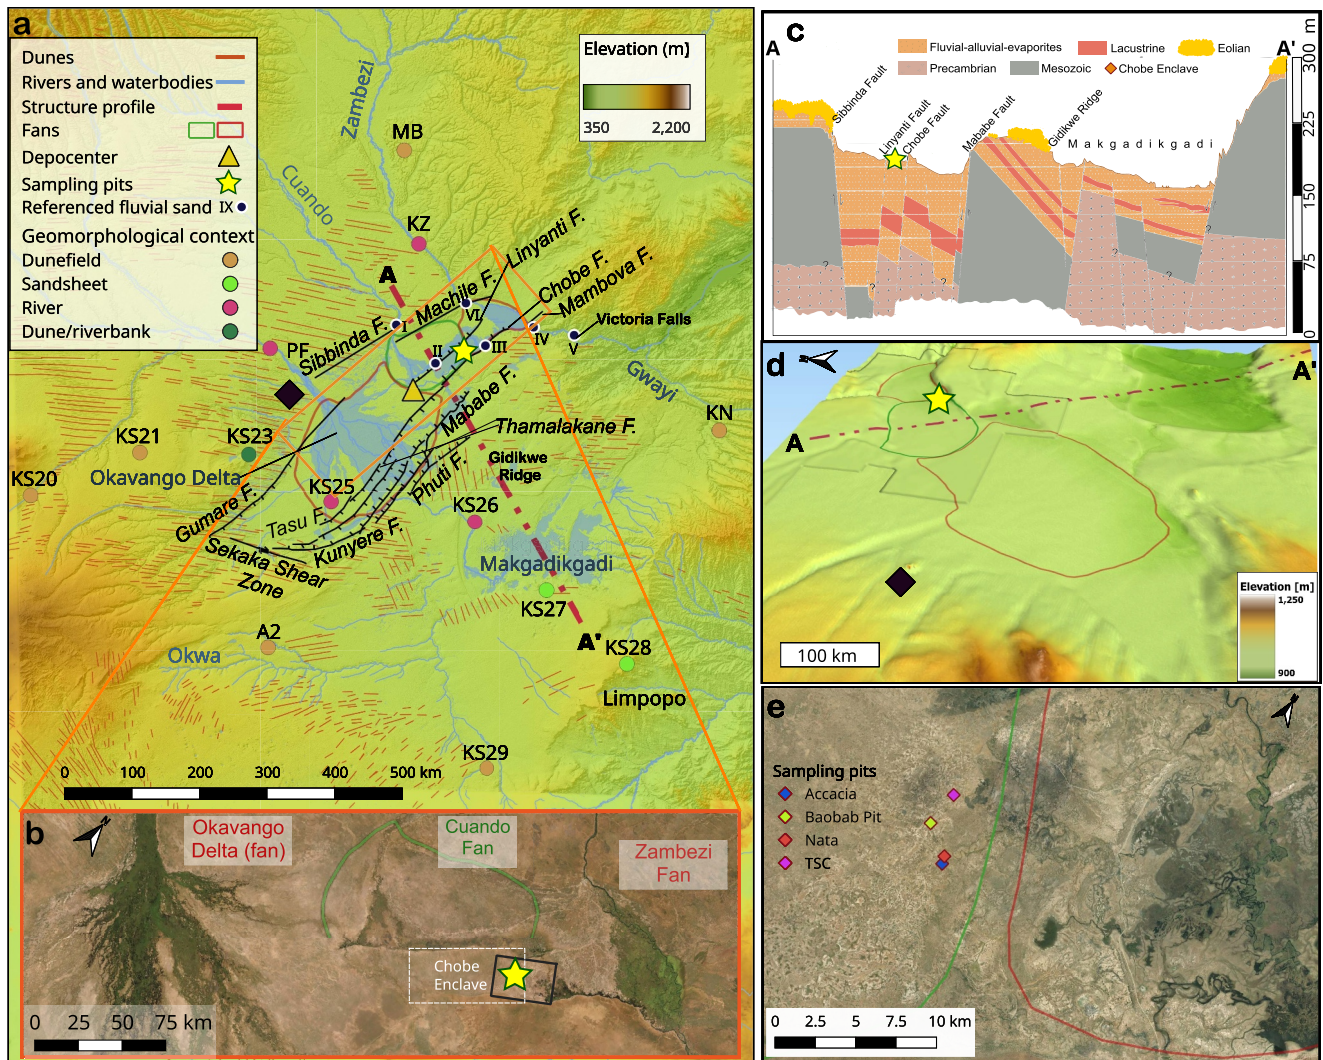 a
Dunes
Rivers and waterbodies
Structure profile
Fans
Depocenter
Sampling pits
Referenced fluvial sand IX
Geomorphological context
Dunefield
Sandsheet
River
Dune/riverbank
Elevation (m)
350 2,200
Zambezi
MB
Cuando
KZ
A
Linyanti F.
Machile F.
Chobe F.
Mambova F.
VI
I
Sibbinda F.
IV
V
Victoria Falls
II
III
PF
Gwayi
Mababe F.
KN
Thamalakane F.
KS21
KS23
Okavango Delta
Gidikwe
Ridge
Phuti F.
KS20
KS25
KS26
Gumare F.
Tasu F.
Kunyere F.
Sekaka Shear
Zone
Makgadikgadi
KS27
A2
A'
KS28
Okwa
Limpopo
KS29
0 100 200 300 400 500 km
b
N
Okavango
Delta (fan)
Cuando
Fan
Zambezi
Fan
Chobe
Enclave
0 25 50 75 km
c
A
A'
Fluvial-alluvial-evaporites
Lacustrine
Eolian
Precambrian
Mesozoic
Chobe Enclave
Sibbinda Fault
Linyanti Fault
Chobe Fault
Mababe Fault
Gidikwe Ridge
Makgadikgadi
300 m
225
150
75
0
?
?
?
?
?
?
d
A
A'
Elevation [m]
1,250
900
100 km
e
Sampling pits
Accacia
Baobab Pit
Nata
TSC
0 2.5 5 7.5 10 km